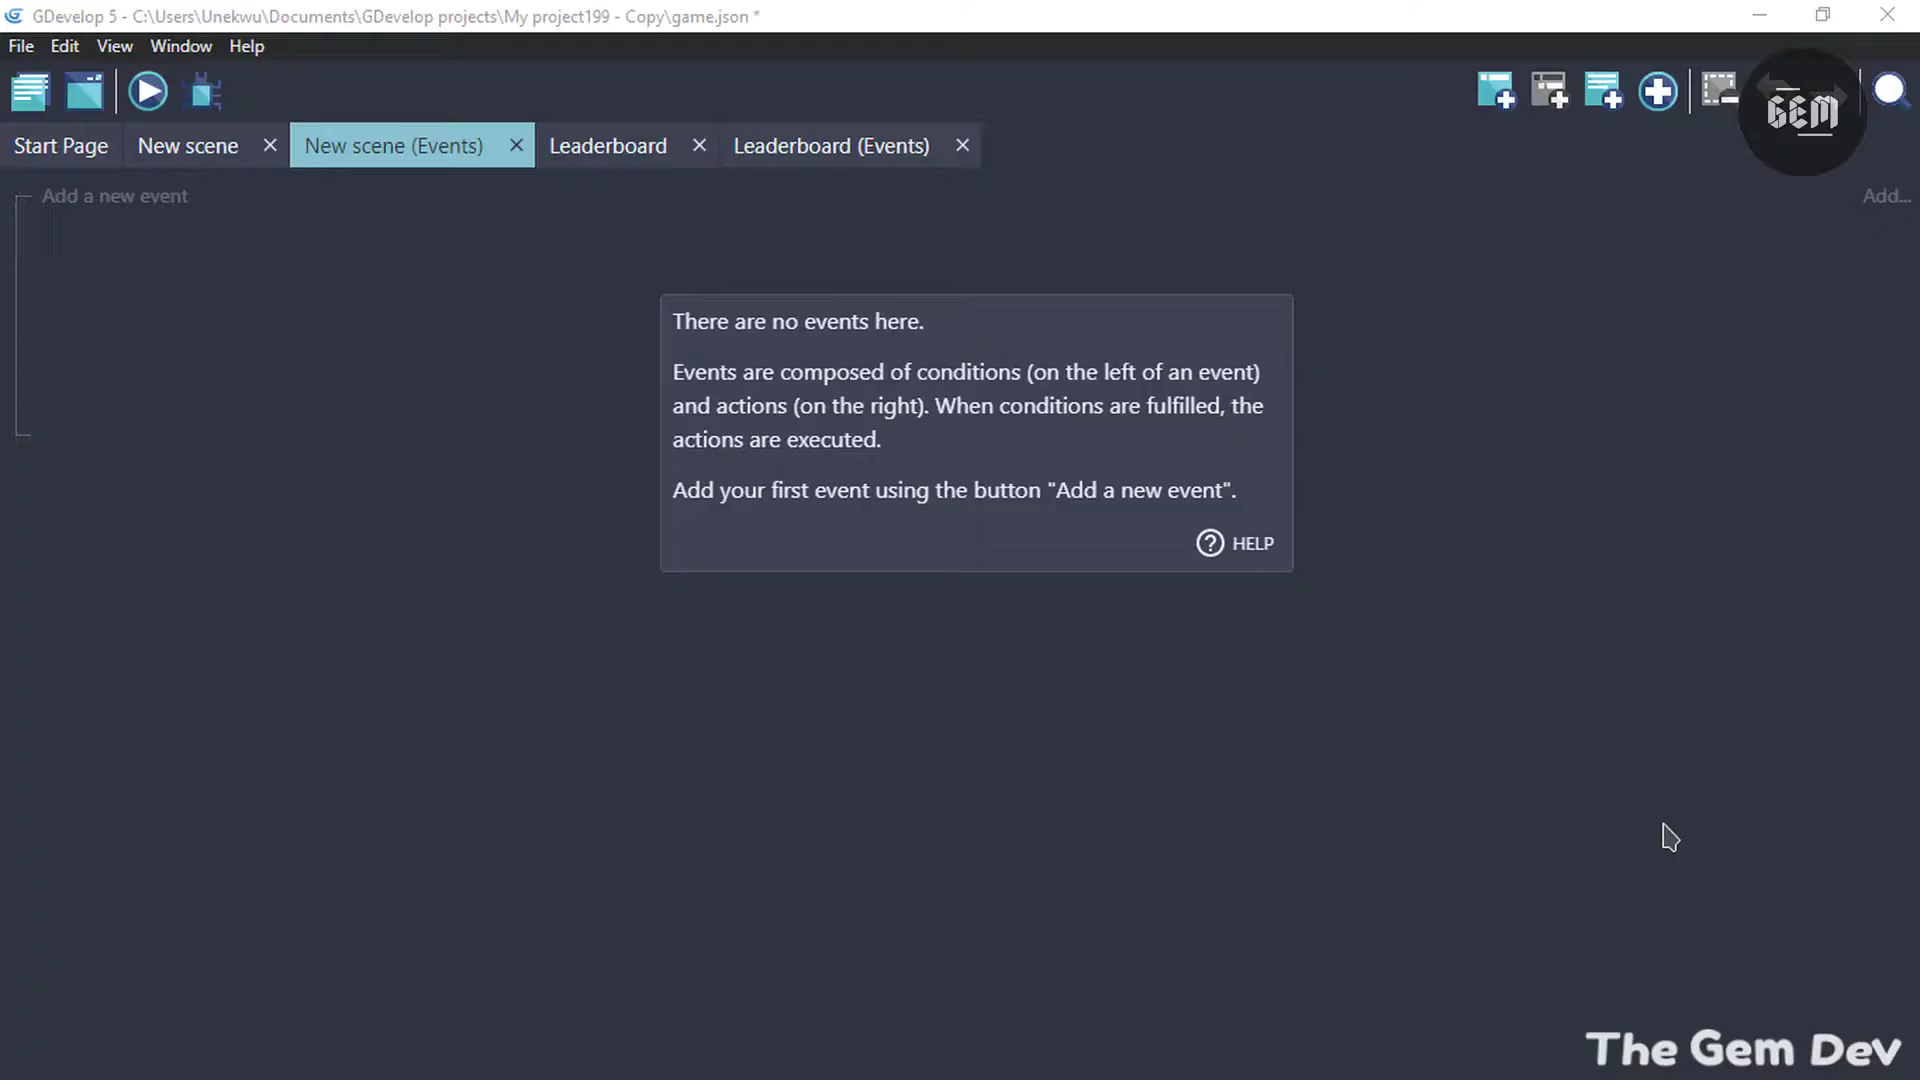 GDevelop 5 - C:\Users\Unekwu\Documents\GDevelop projects\My project199 - Copy\game.json *
File Edit View Window Help
GEM
Start Page New scene New scene (Events) Leaderboard Leaderboard (Events)
Add a new event Add...
There are no events here.
Events are composed of conditions (on the left of an event)
and actions (on the right). When conditions are fulfilled, the
actions are executed.
Add your first event using the button "Add a new event".
? HELP
The Gem Dev